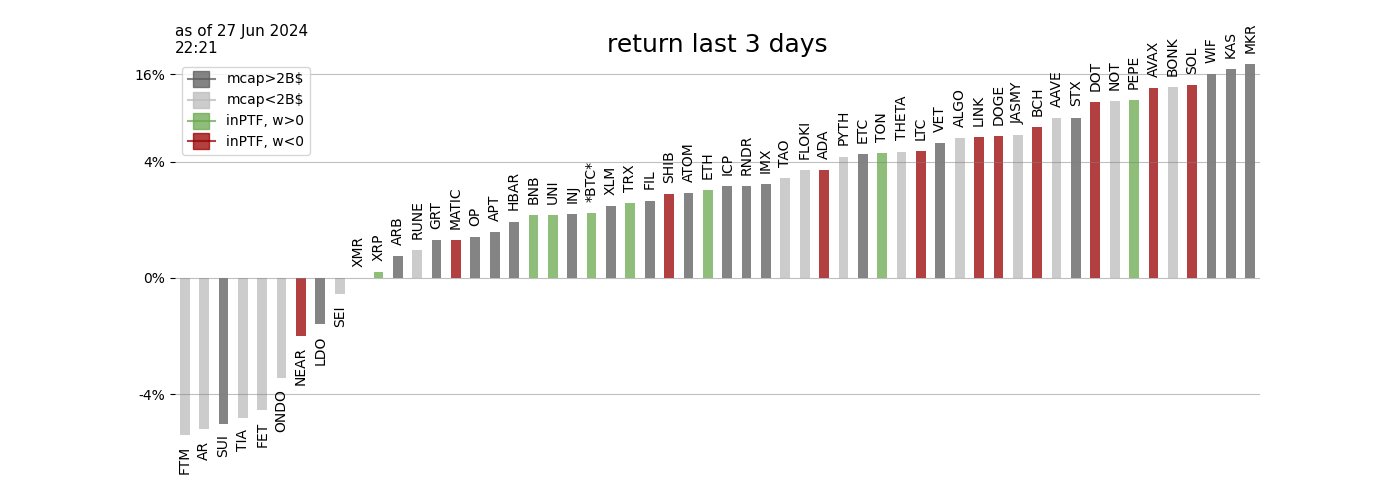 as of 27 Jun 2024
22:21
return last 3 days
mcap>2B$
mcap<2B$
inPTF, w>0
inPTF, w<0
16%
4%
0%
-4%
FTM
AR
SUI
TIA
FET
ONDO
NEAR
LDO
SEI
XMR
XRP
ARB
RUNE
GRT
MATIC
OP
APT
HBAR
BNB
UNI
INJ
*BTC*
XLM
TRX
FIL
SHIB
ATOM
ETH
ICP
RNDR
IMX
TAO
FLOKI
ADA
PYTH
ETC
TON
THETA
LTC
VET
ALGO
LINK
DOGE
JASMY
BCH
AAVE
STX
DOT
NOT
PEPE
AVAX
BONK
SOL
WIF
KAS
MKR